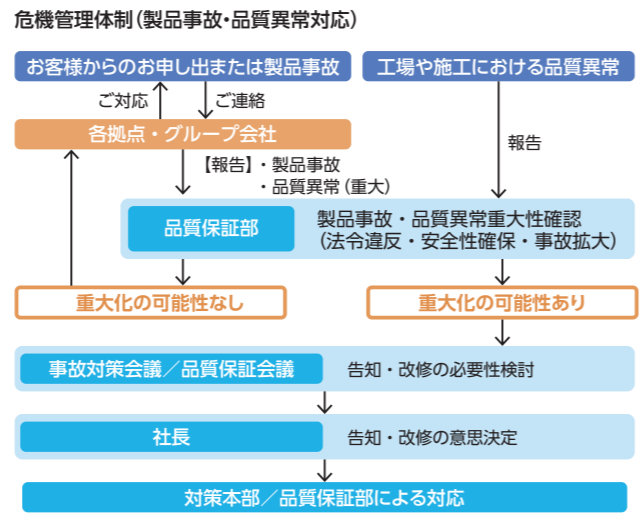 危機管理体制（製品事故・品質異常対応）
お客様からのお申し出または製品事故
工場や施工における品質異常
ご対応
ご連絡
各拠点・グループ会社
報告
【報告】・製品事故
・品質異常（重大）
品質保証部
製品事故・品質異常重大性確認
（法令違反・安全性確保・事故拡大）
重大化の可能性なし
重大化の可能性あり
事故対策会議／品質保証会議
告知・改修の必要性検討
社長
告知・改修の意思決定
対策本部／品質保証部による対応